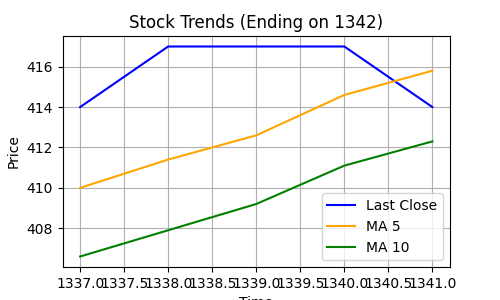 Stock Trends (Ending on 1342)
Price
416
414
412
410
408
Last Close
MA 5
MA 10
1337.0 1337.5 1338.0 1338.5 1339.0 1339.5 1340.0 1340.5 1341.0
Time